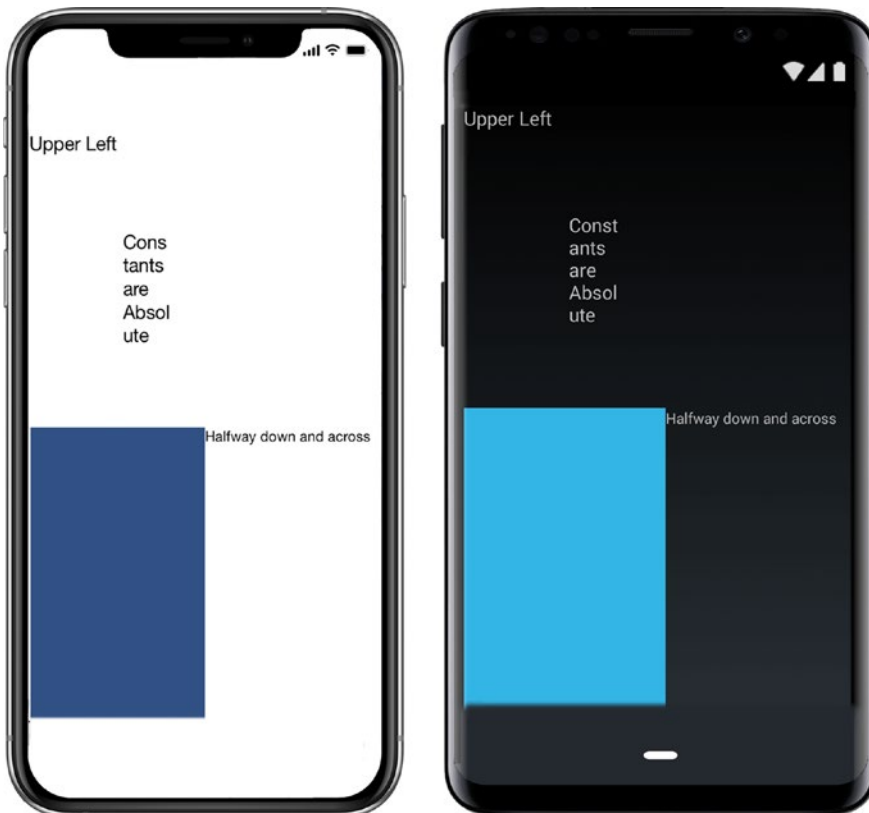 Upper Left
Cons
tants
are
Absol
ute
Halfway down and across
Upper Left
Const
ants
are
Absol
ute
Halfway down and across